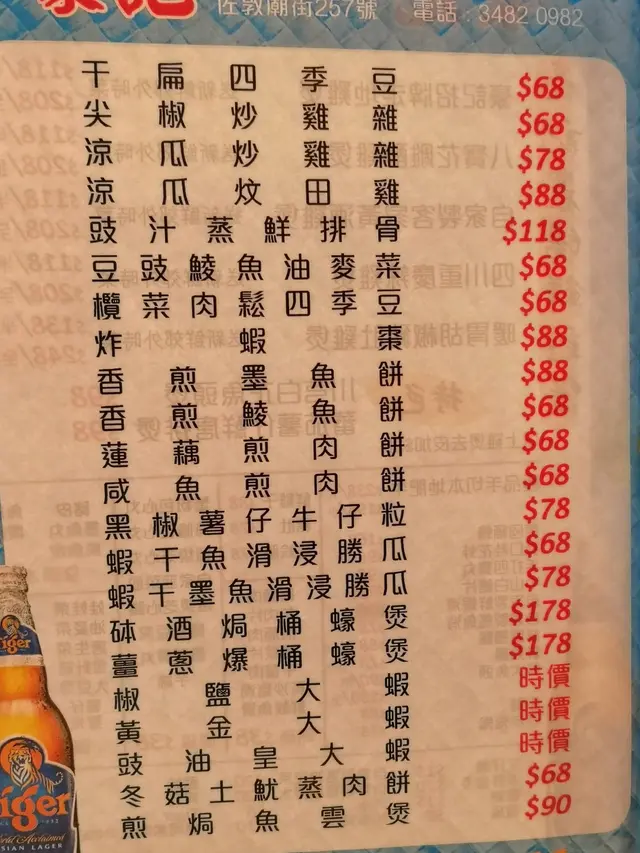 佐敦廟街257號 電話：3482 0982
干扁四季豆 $68
尖椒炒雞雜 $68
涼瓜炒雞雜 $78
涼瓜炆田雞 $88
豉汁蒸鮮排骨 $118
豆豉鯪魚油麥菜 $68
欖菜肉鬆四季豆 $68
炸蝦棗 $88
香煎墨魚餅 $88
香煎鯪魚餅 $68
蓮藕煎肉餅 $68
咸魚煎肉餅 $68
黑椒薯仔牛仔粒 $78
蝦干魚滑浸勝瓜 $68
蝦干墨魚滑浸勝瓜 $78
砵酒焗桶蠔煲 $178
薑蔥爆桶蠔煲 $178
椒鹽大蝦 時價
黃金大蝦 時價
豉油皇大蝦 時價
冬菇土魷蒸肉餅 $68
煎焗魚雲煲 $90
Tiger